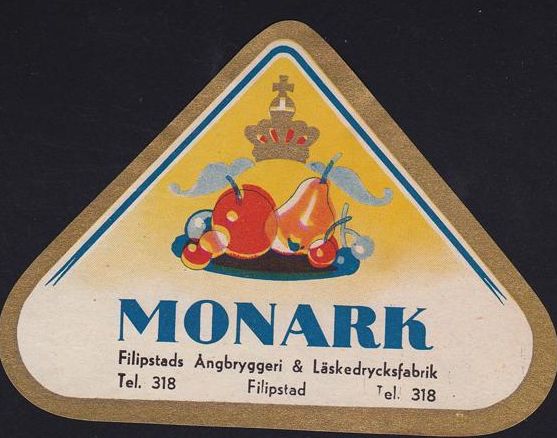 MONARK
Filipstads Ångbryggeri & Läskedrycksfabrik
Tel. 318 Filipstad Tel. 318